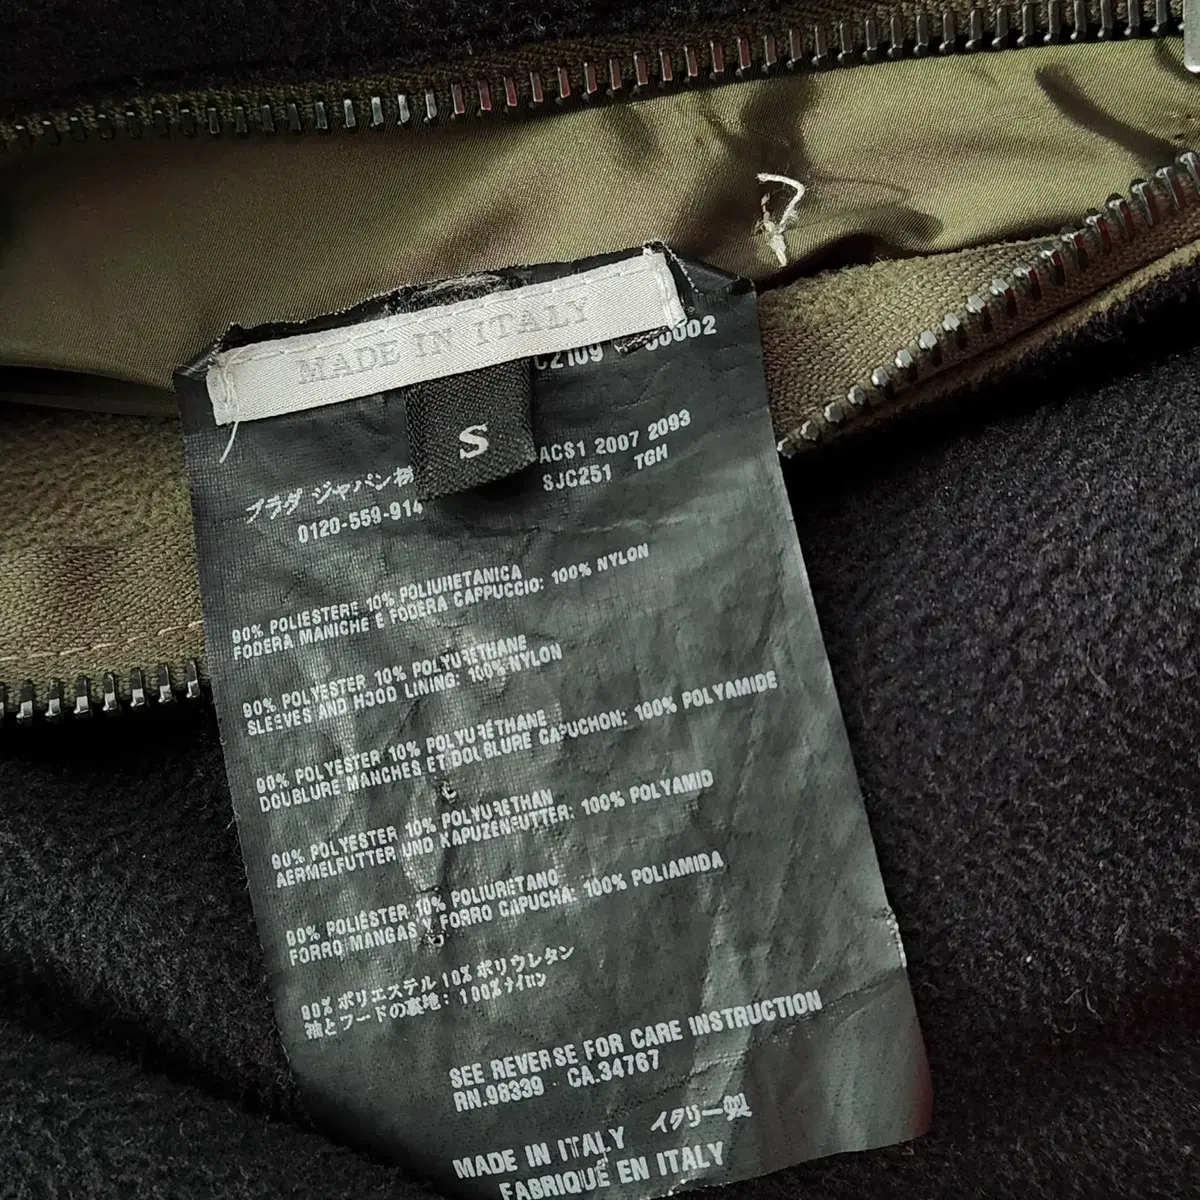 MADE IN ITALY
S
ACS1 2007 2093
SJC251 TGH
プラダ ジャパン株
0120-559-914
90% POLIESTERE 10% POLIURETANICA
FODERA MANICHE E FODERA CAPPUCCIO: 100% NYLON
90% POLYESTER 10% POLYURETHANE
SLEEVES AND HOOD LINING: 100% NYLON
90% POLYESTER 10% POLYURÉTHANE
DOUBLURE MANCHES ET DOUBLURE CAPUCHON: 100% POLYAMIDE
90% POLYESTER 10% POLYURETHAN
AERMELFUTTER UND KAPUZENFUTTER: 100% POLYAMID
90% POLIÉSTER 10% POLIURETANO
FORRO MANGAS Y FORRO CAPUCHA: 100% POLIAMIDA
90% ポリエステル 10% ポリウレタン
袖とフードの裏地: 100% ナイロン
SEE REVERSE FOR CARE INSTRUCTION
RN.98339 CA.34767
MADE IN ITALY イタリー製
FABRIQUE EN ITALY